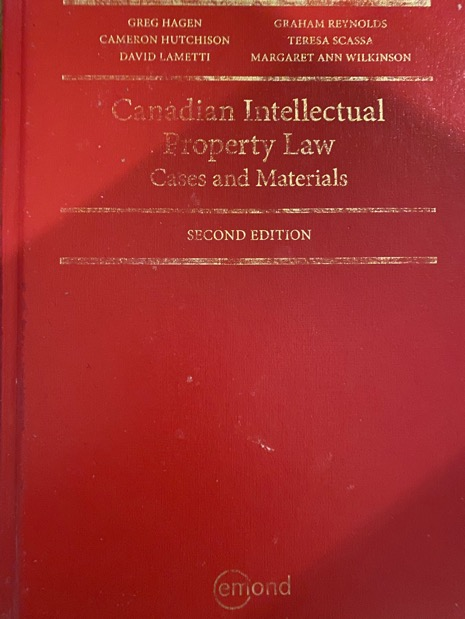 GREG HAGEN
CAMERON HUTCHISON
DAVID LAMETTI
GRAHAM REYNOLDS
TERESA SCASSA
MARGARET ANN WILKINSON
Canadian Intellectual
Property Law
Cases and Materials
SECOND EDITION
emond